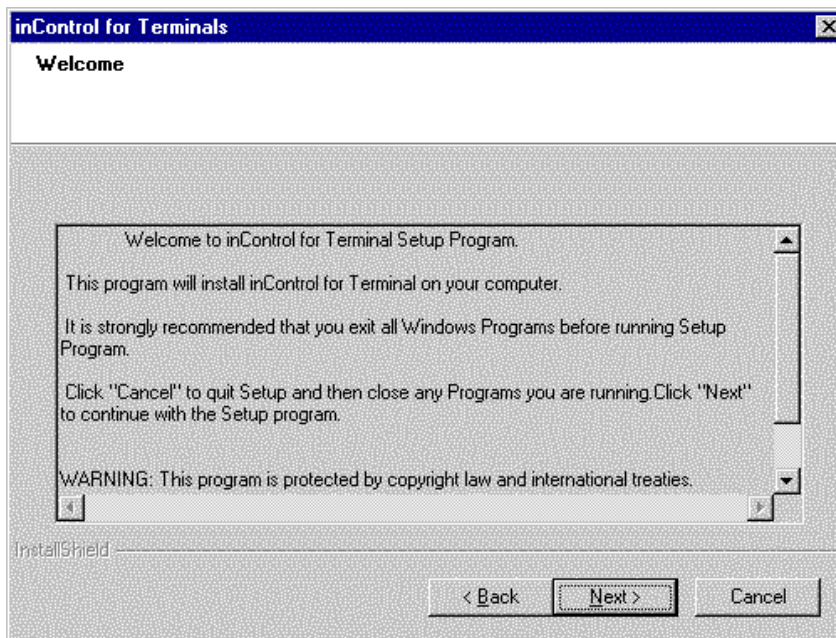 inControl for Terminals
Welcome
Welcome to inControl for Terminal Setup Program.
This program will install inControl for Terminal on your computer.
It is strongly recommended that you exit all Windows Programs before running Setup
Program.
Click "Cancel" to quit Setup and then close any Programs you are running.Click "Next"
to continue with the Setup program.
WARNING: This program is protected by copyright law and international treaties.
InstallShield
< Back
Next >
Cancel